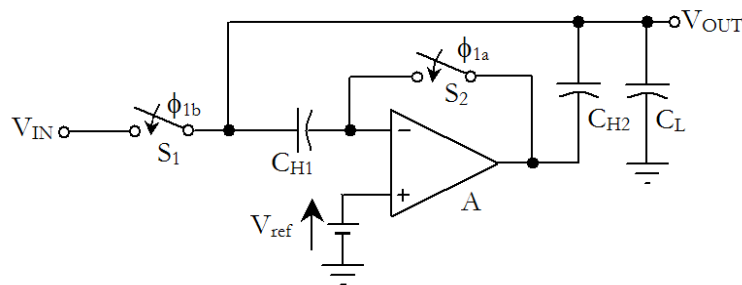 V_OUT
ϕ_1a
S_2
ϕ_1b
V_IN
S_1
C_H1
−
+
A
C_H2
C_L
V_ref